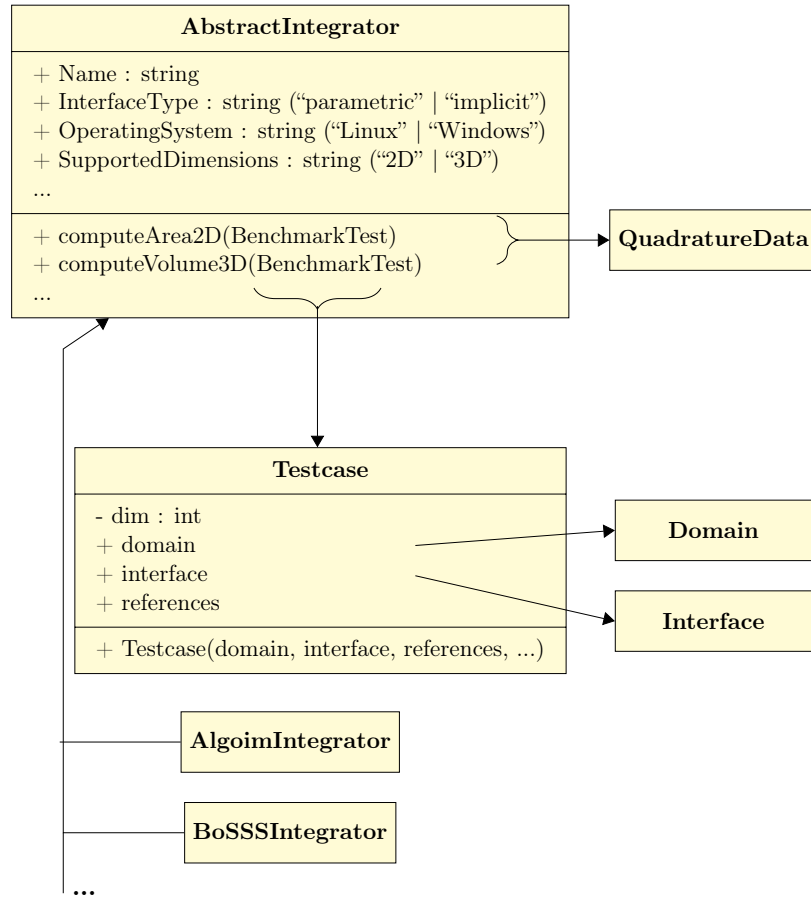 AbstractIntegrator
+ Name : string
+ InterfaceType : string (“parametric” | “implicit”)
+ OperatingSystem : string (“Linux” | “Windows”)
+ SupportedDimensions : string (“2D” | “3D”)
...
+ computeArea2D(BenchmarkTest)
+ computeVolume3D(BenchmarkTest)
...
QuadratureData
Testcase
- dim : int
+ domain
+ interface
+ references
+ Testcase(domain, interface, references, ...)
Domain
Interface
AlgoimIntegrator
BoSSSIntegrator
...